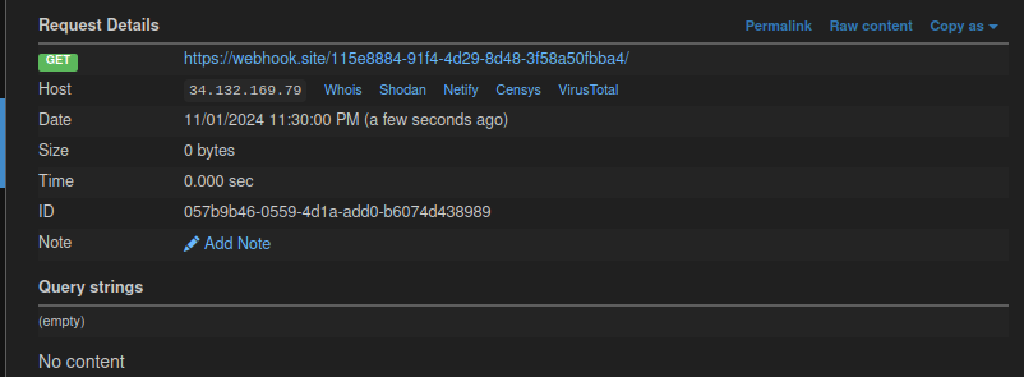 Request Details Permalink Raw content Copy as
GET https://webhook.site/115e8884-91f4-4d29-8d48-3f58a50fbba4/
Host 34.132.169.79 Whois Shodan Netify Censys VirusTotal
Date 11/01/2024 11:30:00 PM (a few seconds ago)
Size 0 bytes
Time 0.000 sec
ID 057b9b46-0559-4d1a-add0-b6074d438989
Note Add Note
Query strings
(empty)
No content